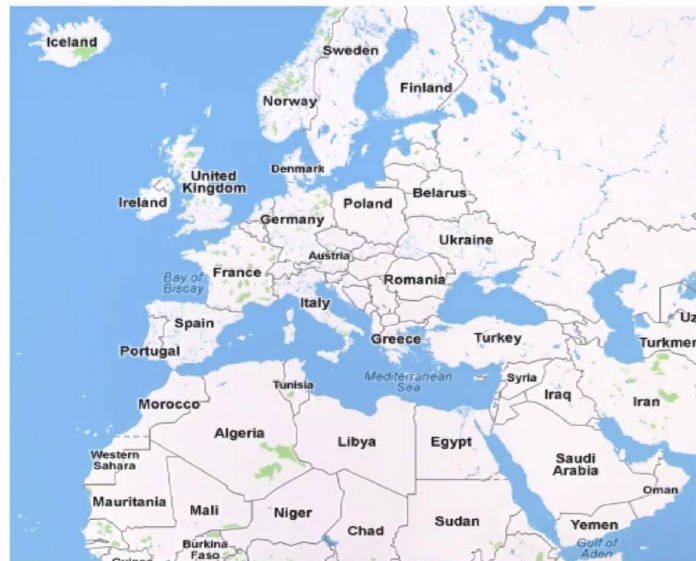 Iceland
Sweden
Finland
Norway
Denmark
United
Kingdom
Ireland
Belarus
Poland
Germany
Ukraine
Austria
France
Romania
Bay of
Biscay
Italy
Spain
Portugal
Greece
Turkey
Uz
Turkmen
Mediterranean
Sea
Syria
Tunisia
Iraq
Iran
Morocco
Algeria
Libya
Egypt
Western
Sahara
Saudi
Arabia
Oman
Mauritania
Mali
Niger
Chad
Sudan
Yemen
Burkina
Faso
Gulf of
Aden